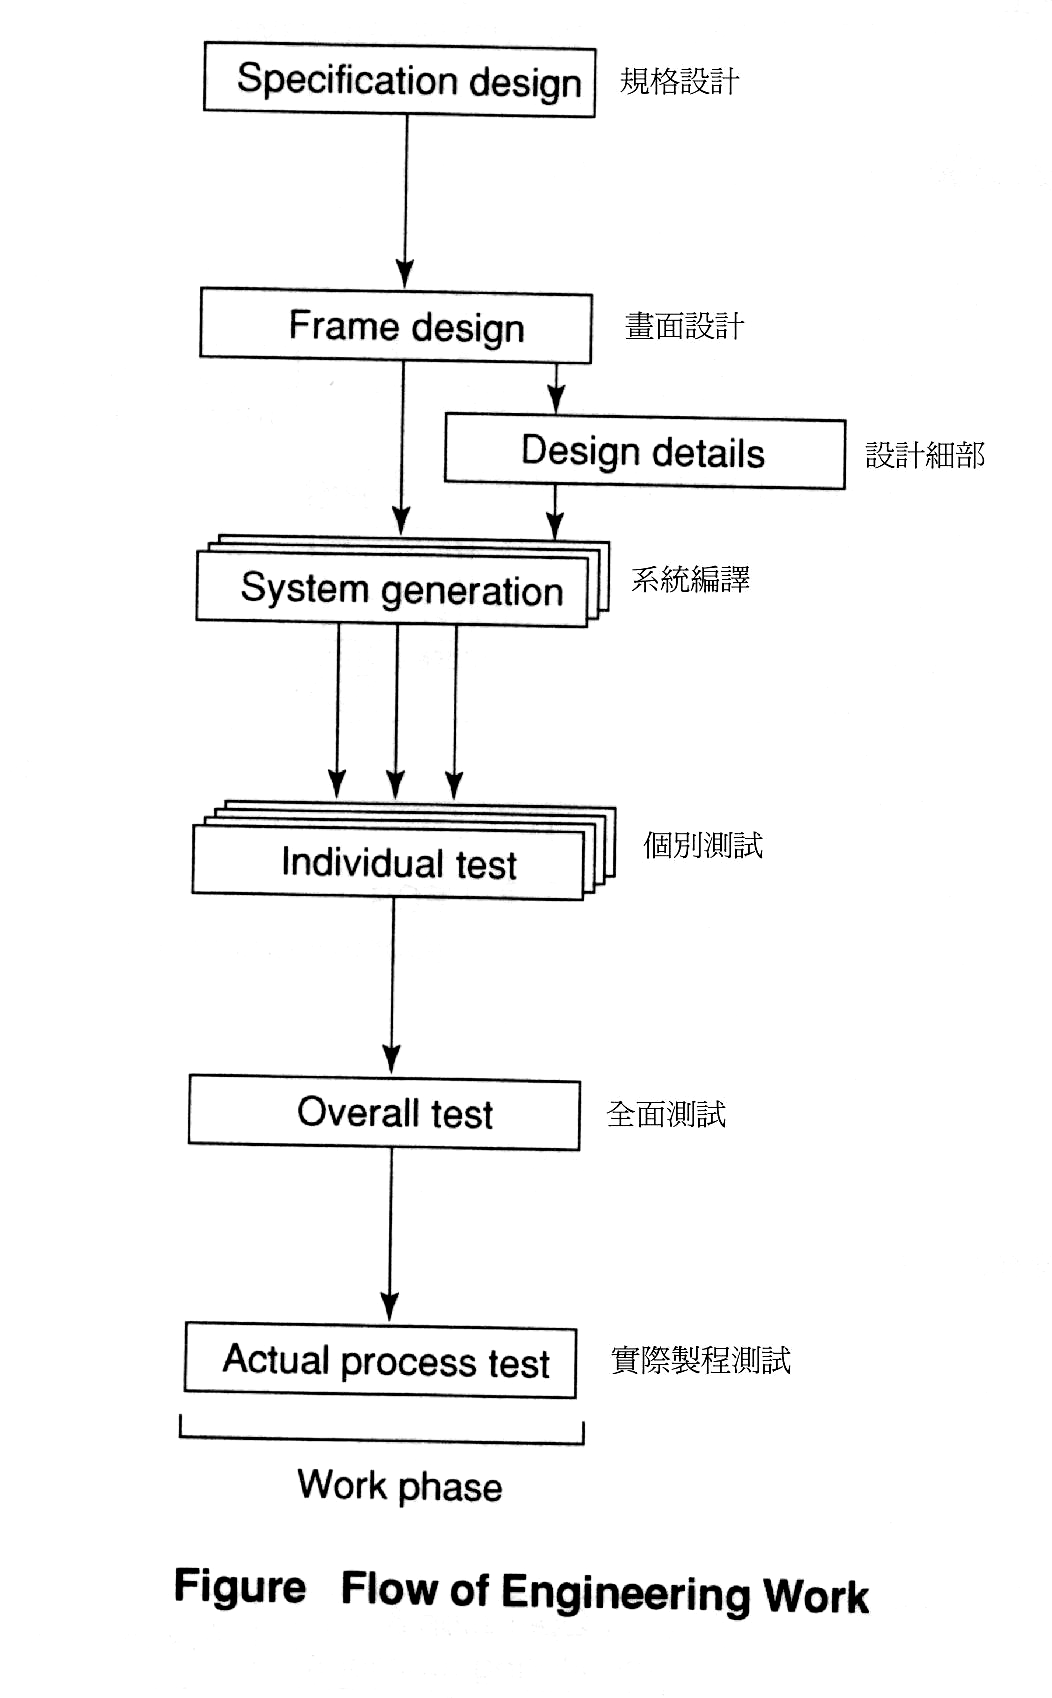 Specification design 規格設計
Frame design 畫面設計
Design details 設計細部
System generation 系統編譯
Individual test 個別測試
Overall test 全面測試
Actual process test 實際製程測試
Work phase
Figure Flow of Engineering Work